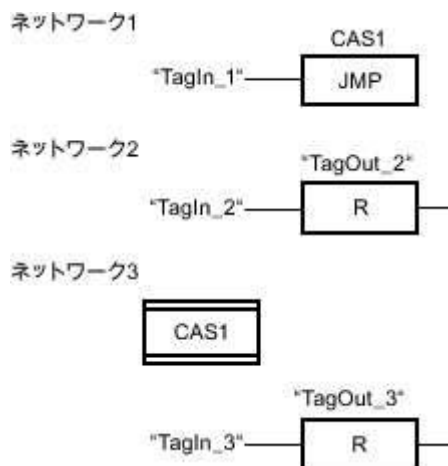 ネットワーク1
CAS1
"TagIn_1"
JMP
ネットワーク2
"TagOut_2"
"TagIn_2"
R
ネットワーク3
CAS1
"TagOut_3"
"TagIn_3"
R